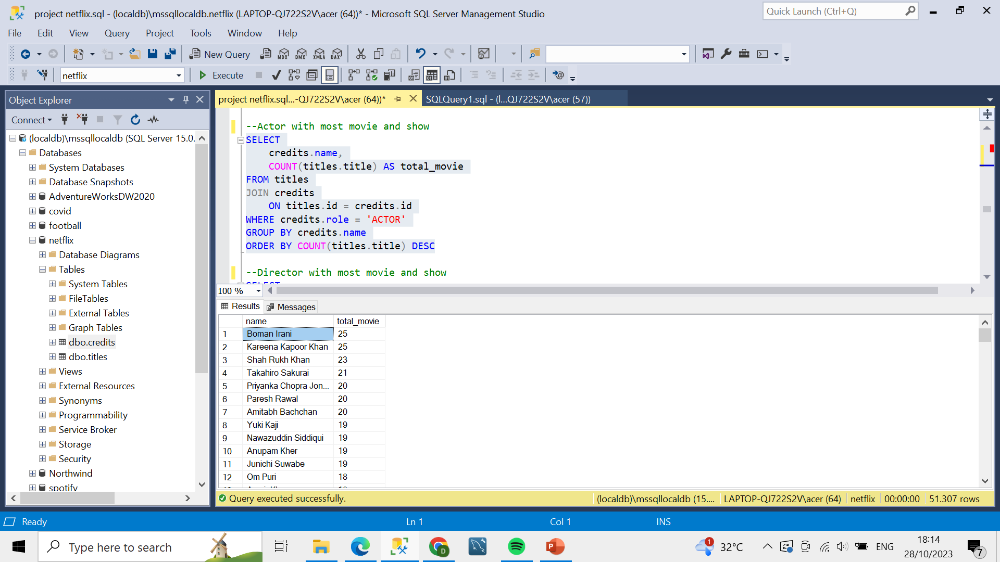 project netflix.sql - (localdb)\mssqllocaldb.netflix (LAPTOP-QJ722S2V\acer (64))* - Microsoft SQL Server Management Studio
Quick Launch (Ctrl+Q)
File Edit View Query Project Tools Window Help
New Query MDX DMX XMLA DAX
netflix
Execute
Object Explorer
Connect
(localdb)\mssqllocaldb (SQL Server 15.0.
Databases
System Databases
Database Snapshots
AdventureWorksDW2020
covid
football
netflix
Database Diagrams
Tables
System Tables
FileTables
External Tables
Graph Tables
dbo.credits
dbo.titles
Views
External Resources
Synonyms
Programmability
Service Broker
Storage
Security
Northwind
spotify
project netflix.sql...-QJ722S2V\acer (64))*
SQLQuery1.sql - (l...QJ722S2V\acer (57))
--Actor with most movie and show
SELECT
credits.name,
COUNT(titles.title) AS total_movie
FROM titles
JOIN credits
ON titles.id = credits.id
WHERE credits.role = 'ACTOR'
GROUP BY credits.name
ORDER BY COUNT(titles.title) DESC
--Director with most movie and show
SELECT
100 %
Results Messages
name total_movie
1 Boman Irani 25
2 Kareena Kapoor Khan 25
3 Shah Rukh Khan 23
4 Takahiro Sakurai 21
5 Priyanka Chopra Jon... 20
6 Paresh Rawal 20
7 Amitabh Bachchan 20
8 Yuki Kaji 19
9 Nawazuddin Siddiqui 19
10 Anupam Kher 19
11 Junichi Suwabe 19
12 Om Puri 18
Query executed successfully.
(localdb)\mssqllocaldb (15.... LAPTOP-QJ722S2V\acer (64) netflix 00:00:00 51.307 rows
Ready Ln 1 Col 1 INS
Type here to search
1 32°C ENG
18:14
28/10/2023
7